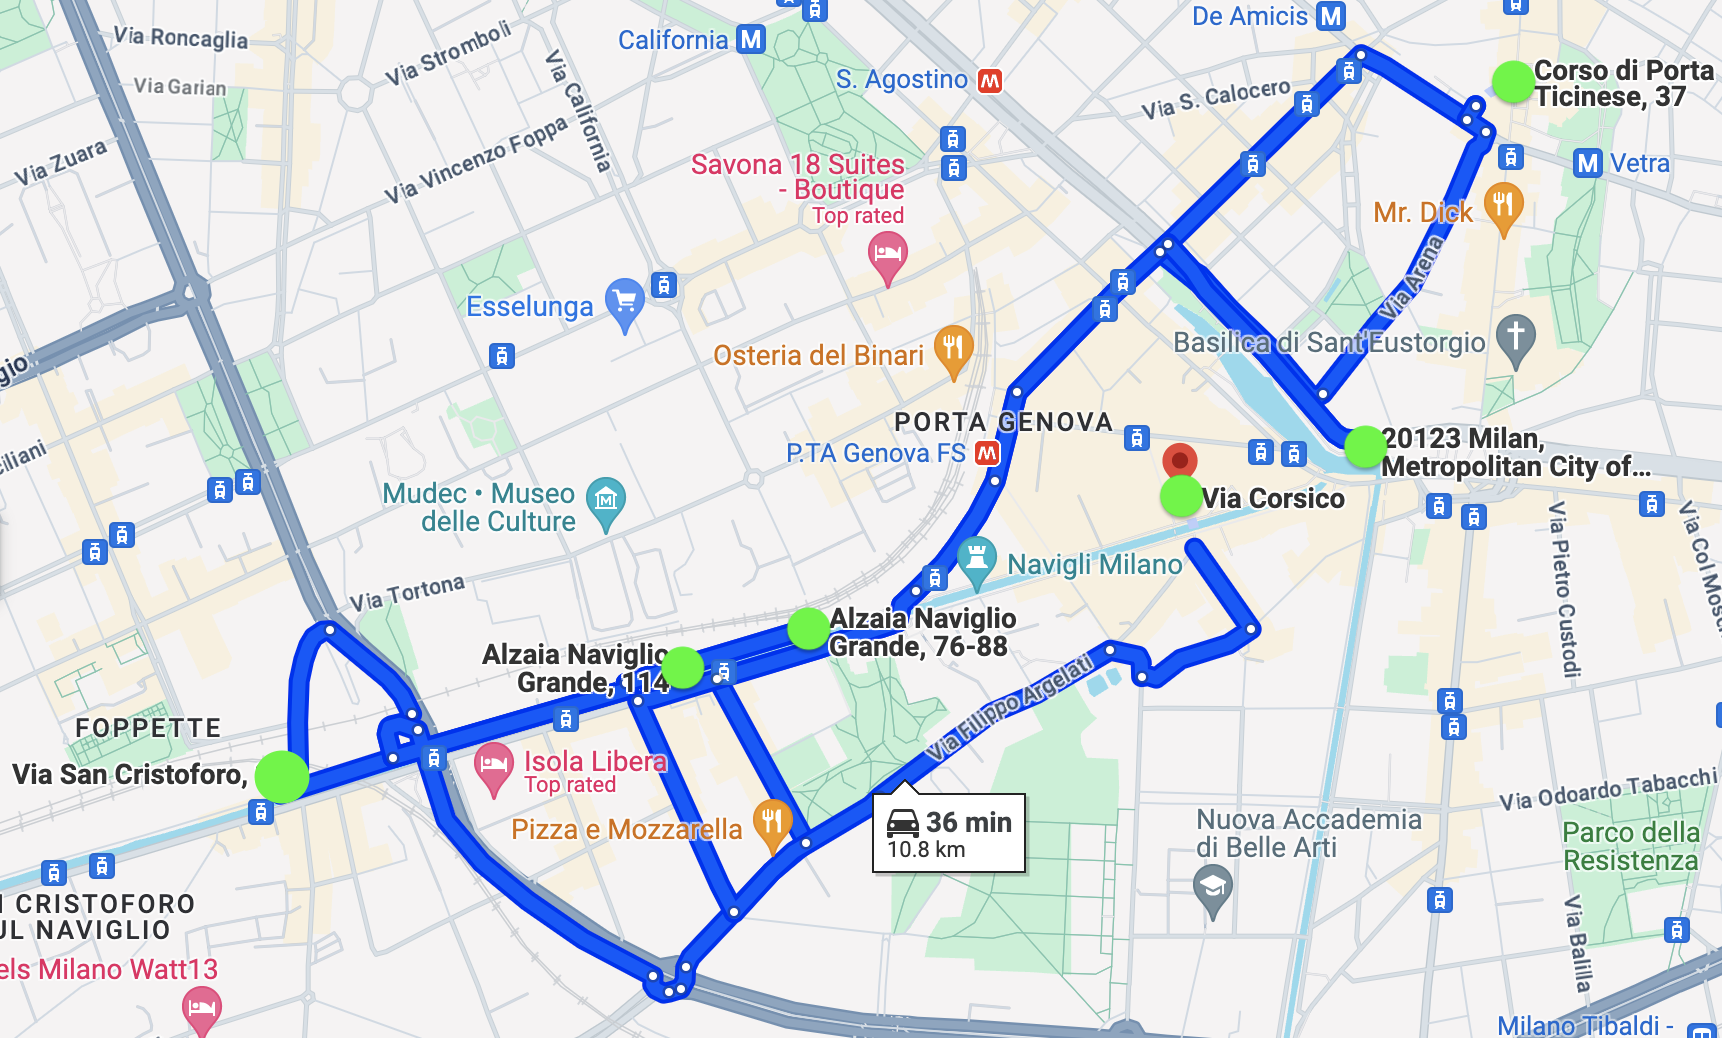 De Amicis M
Via Roncaglia
Via Stromboli
California M
Via California
S. Agostino
Corso di Porta
Ticinese, 37
Via Garian
Via S. Calocero
Via Zuara
Via Vincenzo Foppa
M Vetra
Savona 18 Suites
- Boutique
Top rated
Mr. Dick
Via Arena
Esselunga
Basilica di Sant'Eustorgio
Osteria del Binari
gio
PORTA GENOVA
P.TA Genova FS
20123 Milan,
Metropolitan City of...
iliani
Mudec • Museo
delle Culture
M
Via Corsico
Via Pietro Custodi
Via Col Mosch
Navigli Milano
Via Tortona
Alzaia Naviglio
Grande, 76-88
Alzaia Naviglio
Grande, 114
Via Filippo Argelati
FOPPETTE
Via San Cristoforo,
Isola Libera
Top rated
Via Odoardo Tabacchi
36 min
10.8 km
Pizza e Mozzarella
Nuova Accademia
di Belle Arti
Parco della
Resistenza
CRISTOFORO
UL NAVIGLIO
Via Balilla
els Milano Watt13
Milano Tibaldi -